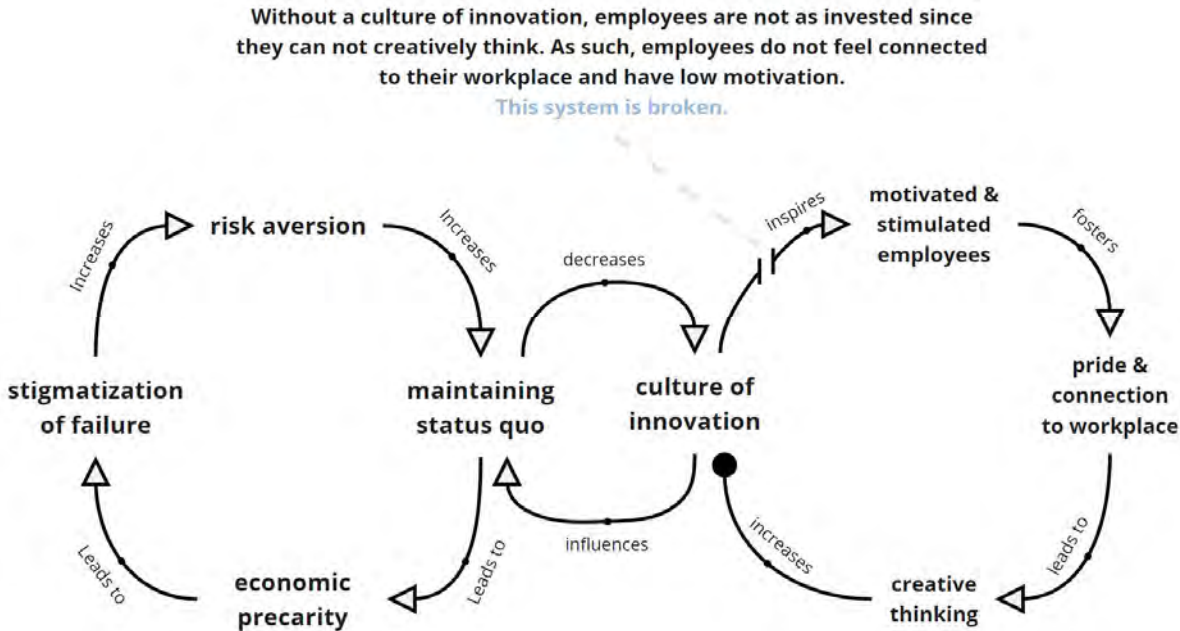 Without a culture of innovation, employees are not as invested since
they can not creatively think. As such, employees do not feel connected
to their workplace and have low motivation.
This system is broken.
Increases
risk aversion
Increases
decreases
inspires
motivated &
stimulated
employees
fosters
stigmatization
of failure
maintaining
status quo
culture of
innovation
pride &
connection
to workplace
Leads to
economic
precarity
Leads to
influences
increases
creative
thinking
leads to